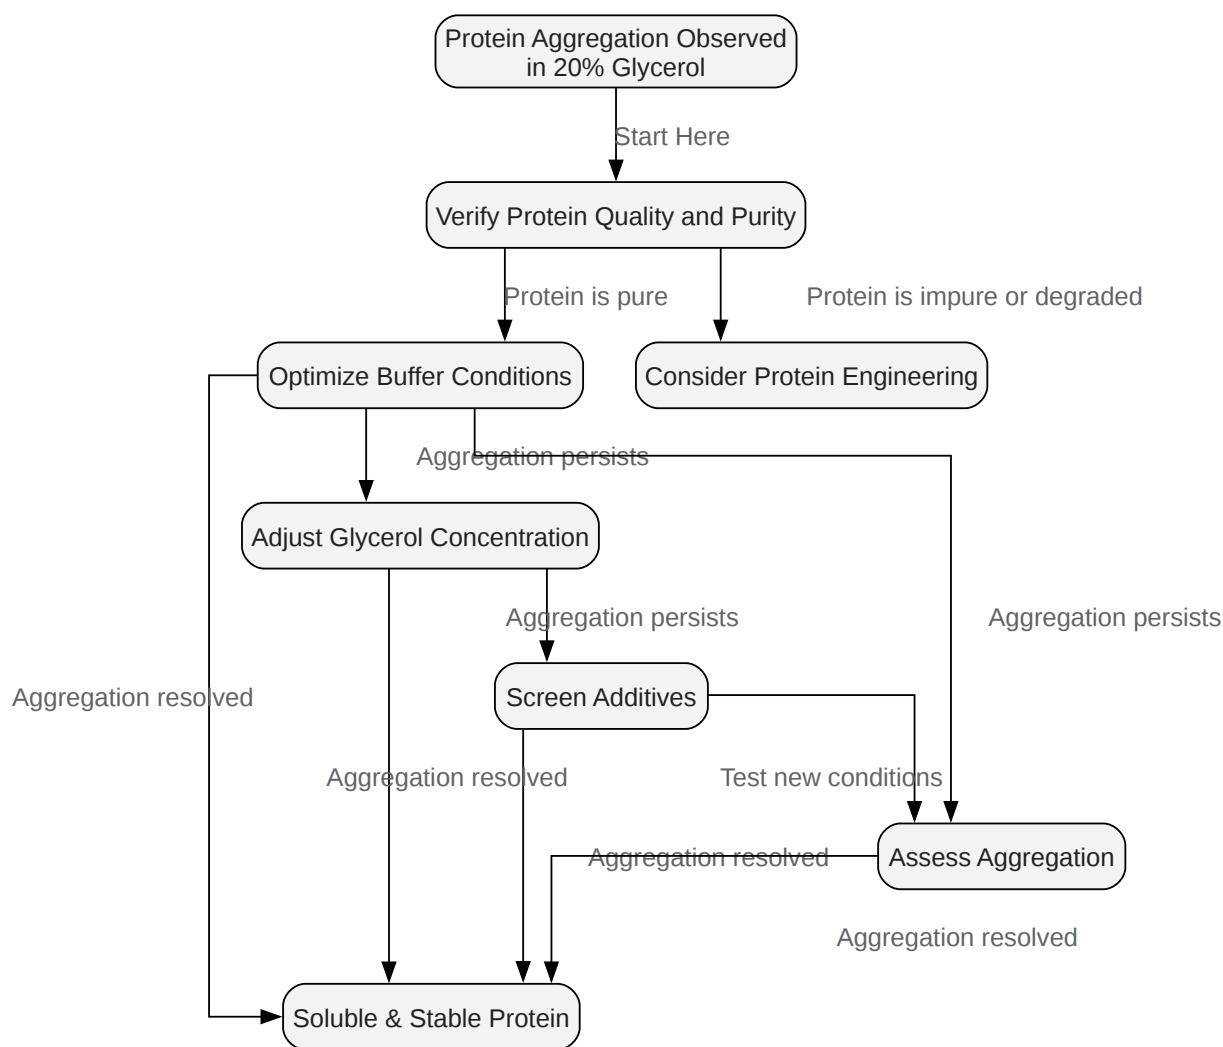 Protein Aggregation Observed
in 20% Glycerol
Start Here
Verify Protein Quality and Purity
Protein is pure
Protein is impure or degraded
Optimize Buffer Conditions
Consider Protein Engineering
Aggregation persists
Adjust Glycerol Concentration
Aggregation persists
Aggregation persists
Aggregation resolved
Screen Additives
Aggregation resolved
Test new conditions
Aggregation resolved
Assess Aggregation
Aggregation resolved
Soluble & Stable Protein